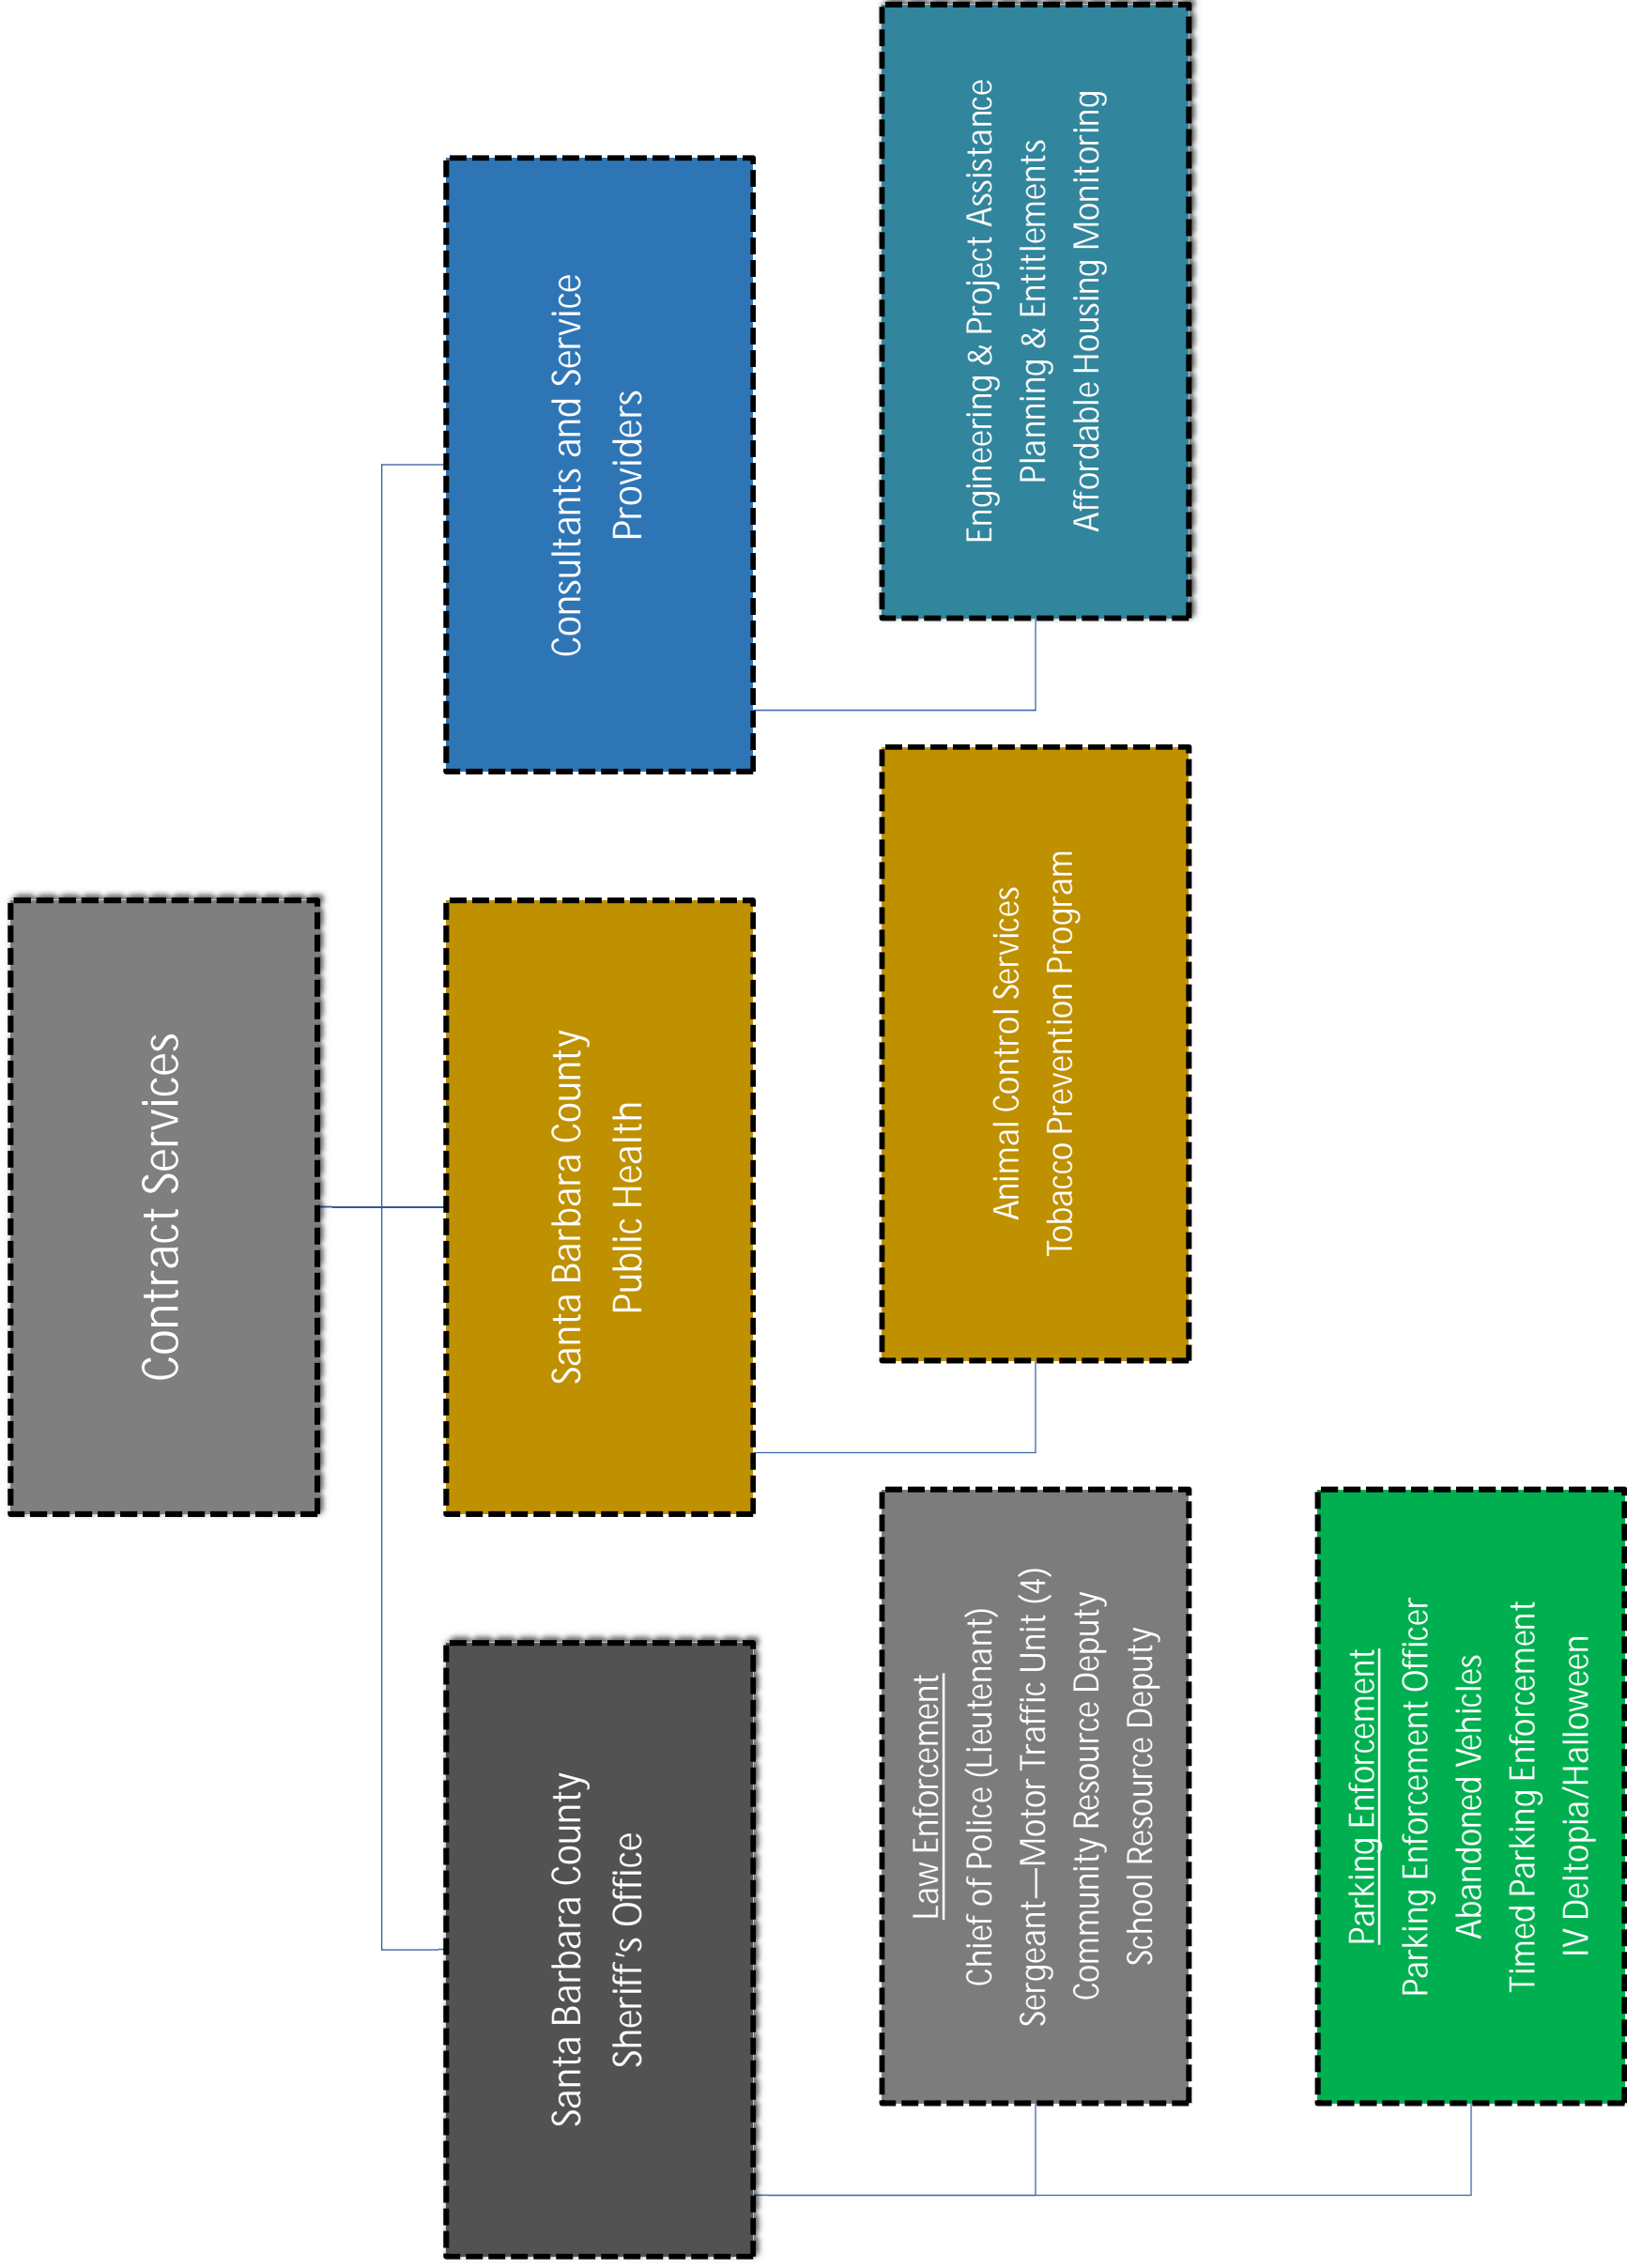 Contract Services
Santa Barbara County
Sheriff's Office
Santa Barbara County
Public Health
Consultants and Service
Providers
Law Enforcement
Chief of Police (Lieutenant)
Sergeant—Motor Traffic Unit (4)
Community Resource Deputy
School Resource Deputy
Animal Control Services
Tobacco Prevention Program
Engineering & Project Assistance
Planning & Entitlements
Affordable Housing Monitoring
Parking Enforcement
Parking Enforcement Officer
Abandoned Vehicles
Timed Parking Enforcement
IV Deltopia/Halloween